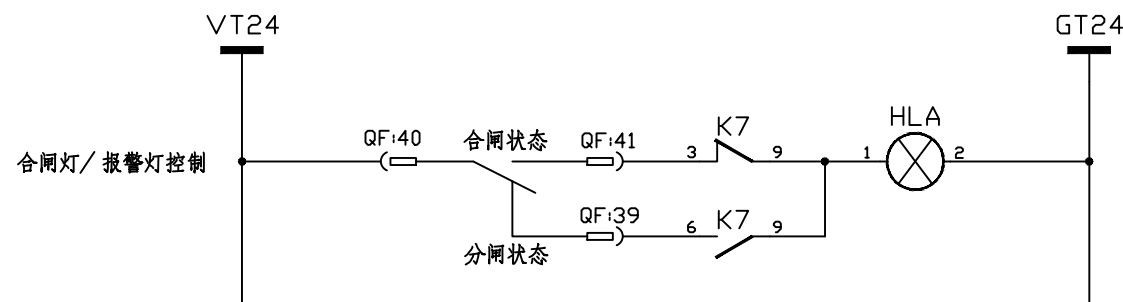 VT24
GT24
合闸灯/报警灯控制
QF:40
合闸状态
QF:41
3
K7
9
1
HLA
2
分闸状态
QF:39
6
K7
9